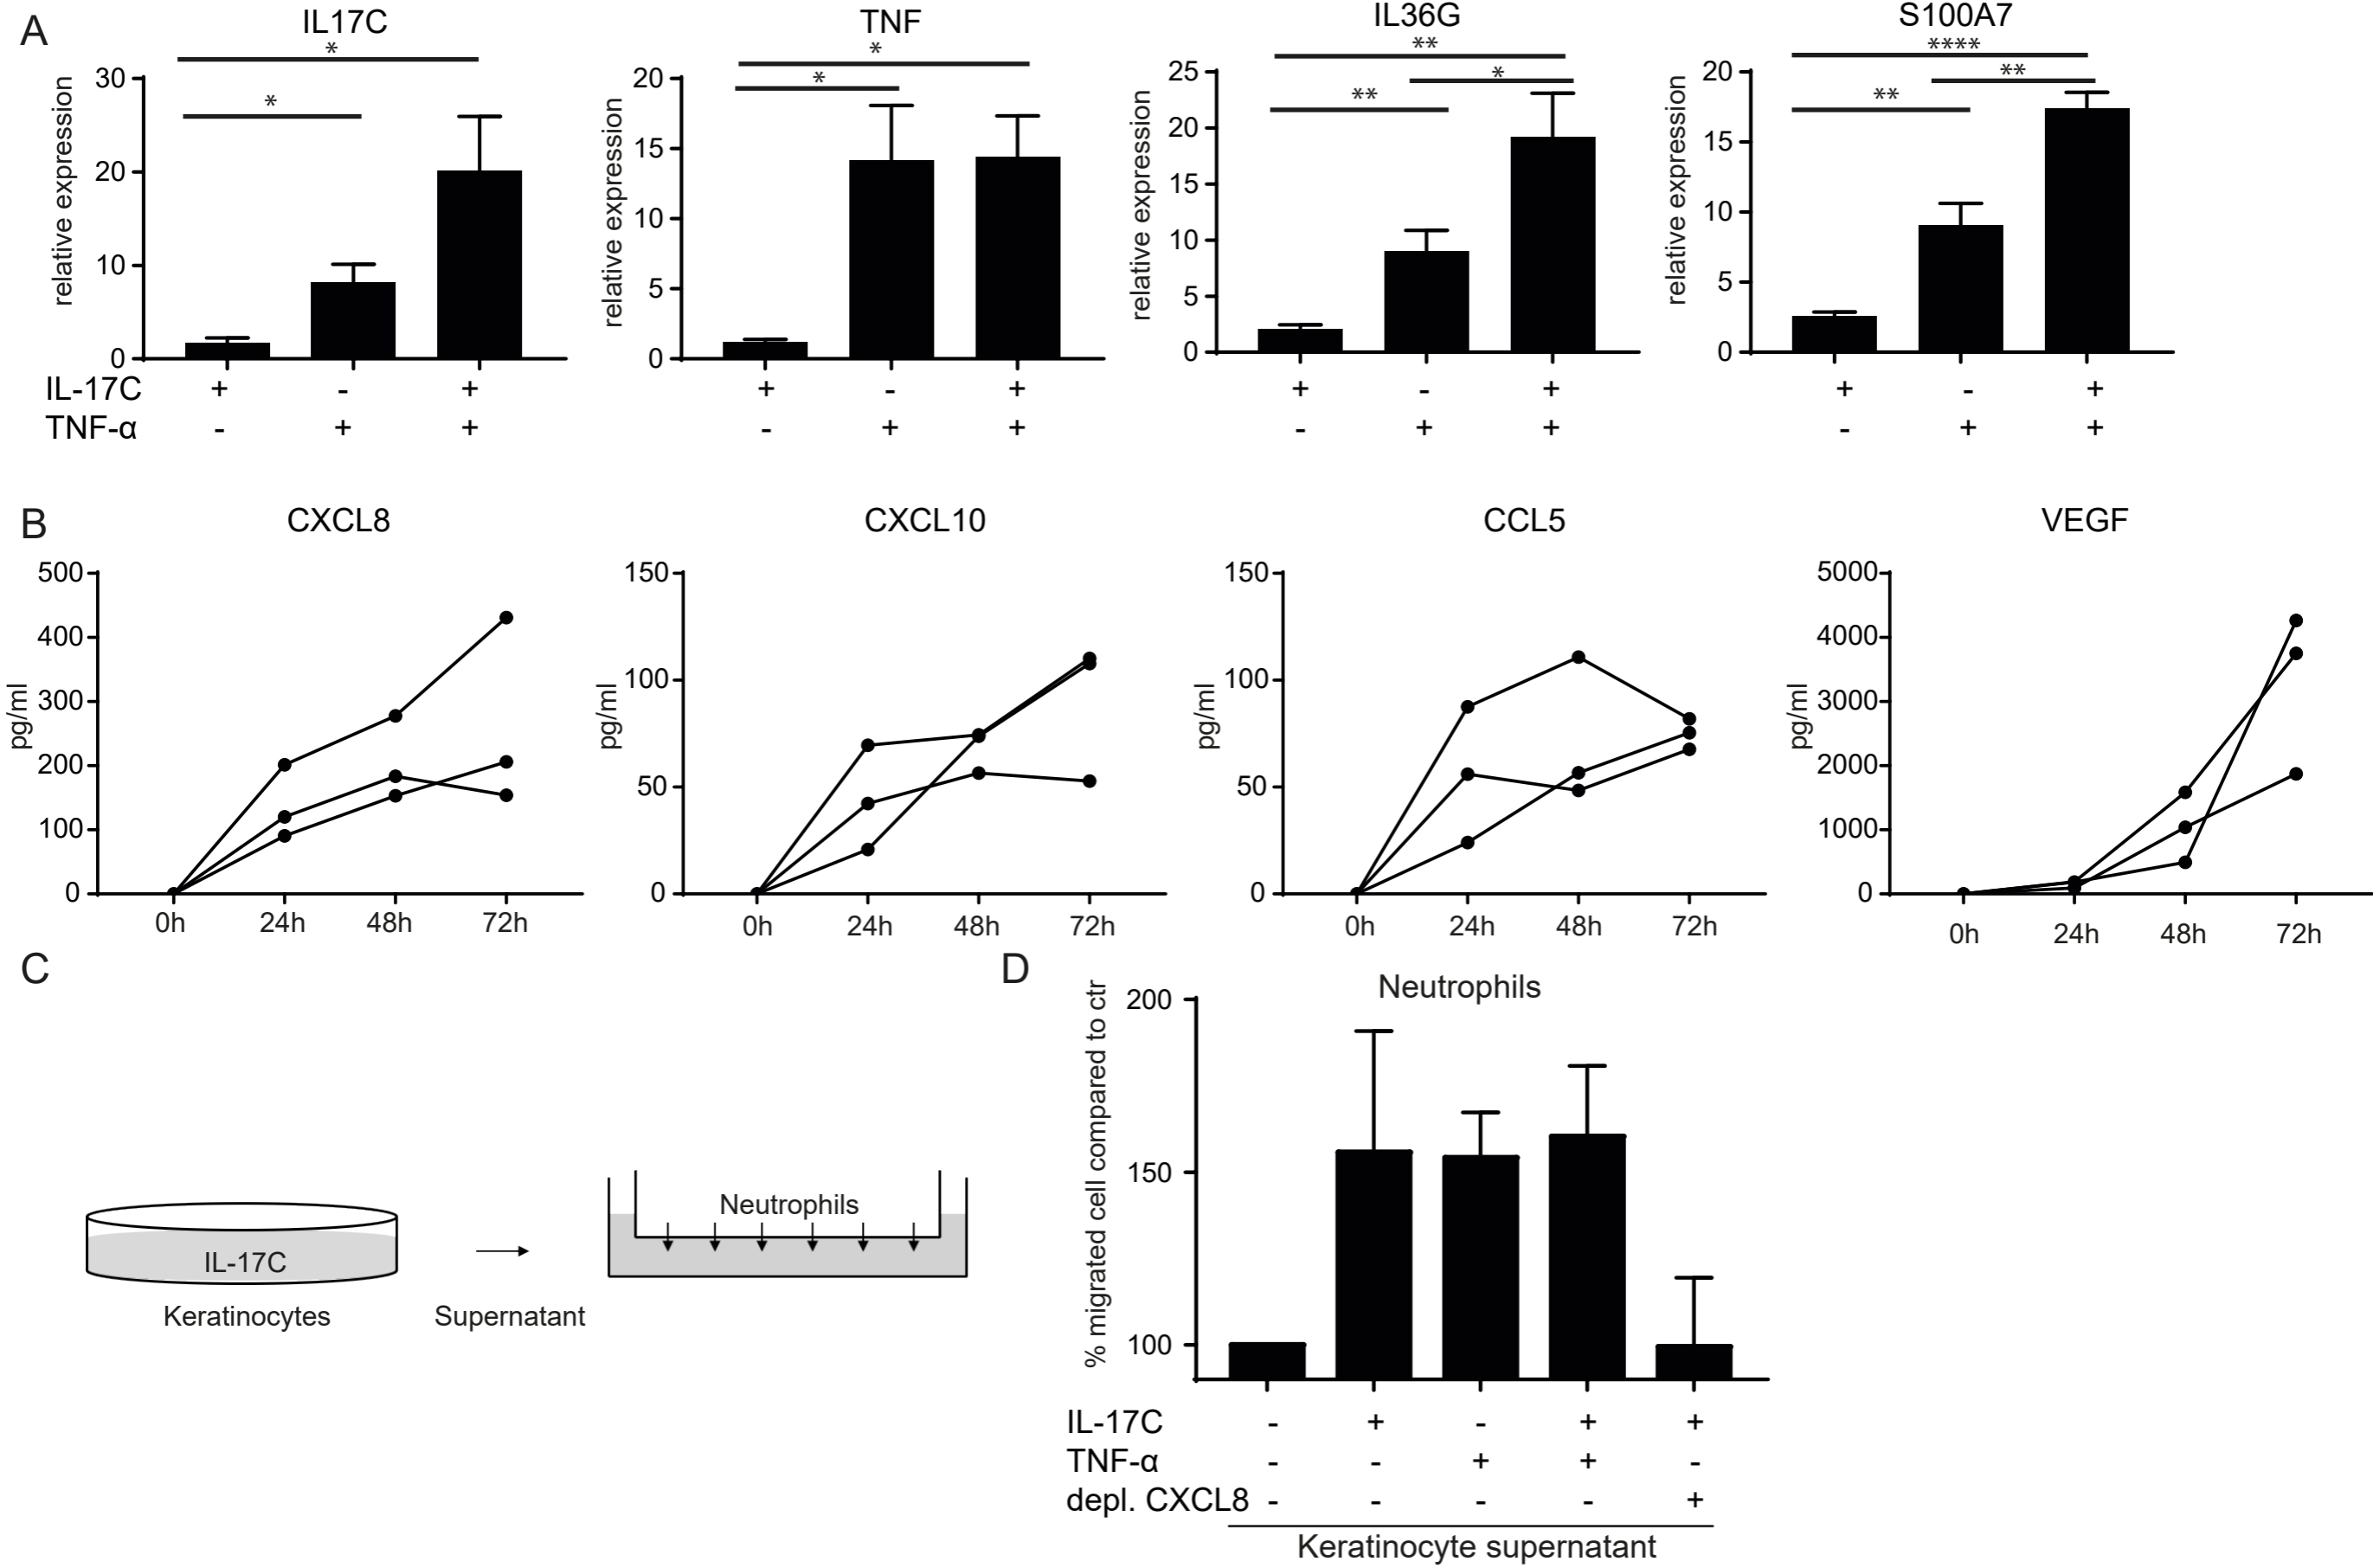 A
IL17C
TNF
IL36G
S100A7
*
*
relative expression
30
20
10
0
*
*
relative expression
20
15
10
5
0
**
*
**
relative expression
25
20
15
10
5
0
****
**
**
relative expression
20
15
10
5
0
IL-17C + - + + - + + - + + - +
TNF-α - + + - + + - + + - + +
B
CXCL8
CXCL10
CCL5
VEGF
pg/ml
500
400
300
200
100
0
0h 24h 48h 72h
pg/ml
150
100
50
0
0h 24h 48h 72h
pg/ml
150
100
50
0
0h 24h 48h 72h
pg/ml
5000
4000
3000
2000
1000
0
0h 24h 48h 72h
C
IL-17C
Keratinocytes
Supernatant
Neutrophils
D
Neutrophils
% migrated cell compared to ctr
200
150
100
IL-17C - + - + +
TNF-α - - + + -
depl. CXCL8 - - - - +
Keratinocyte supernatant